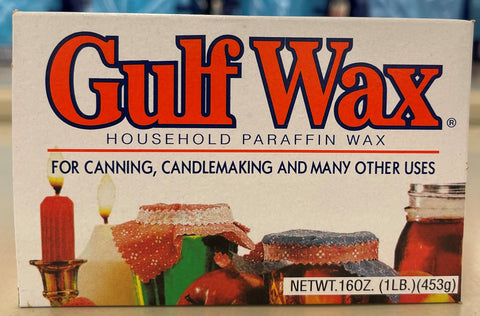 Gulf Wax®
HOUSEHOLD PARAFFIN WAX
FOR CANNING, CANDLEMAKING AND MANY OTHER USES
NETWT.16OZ. (1LB.)(453g)